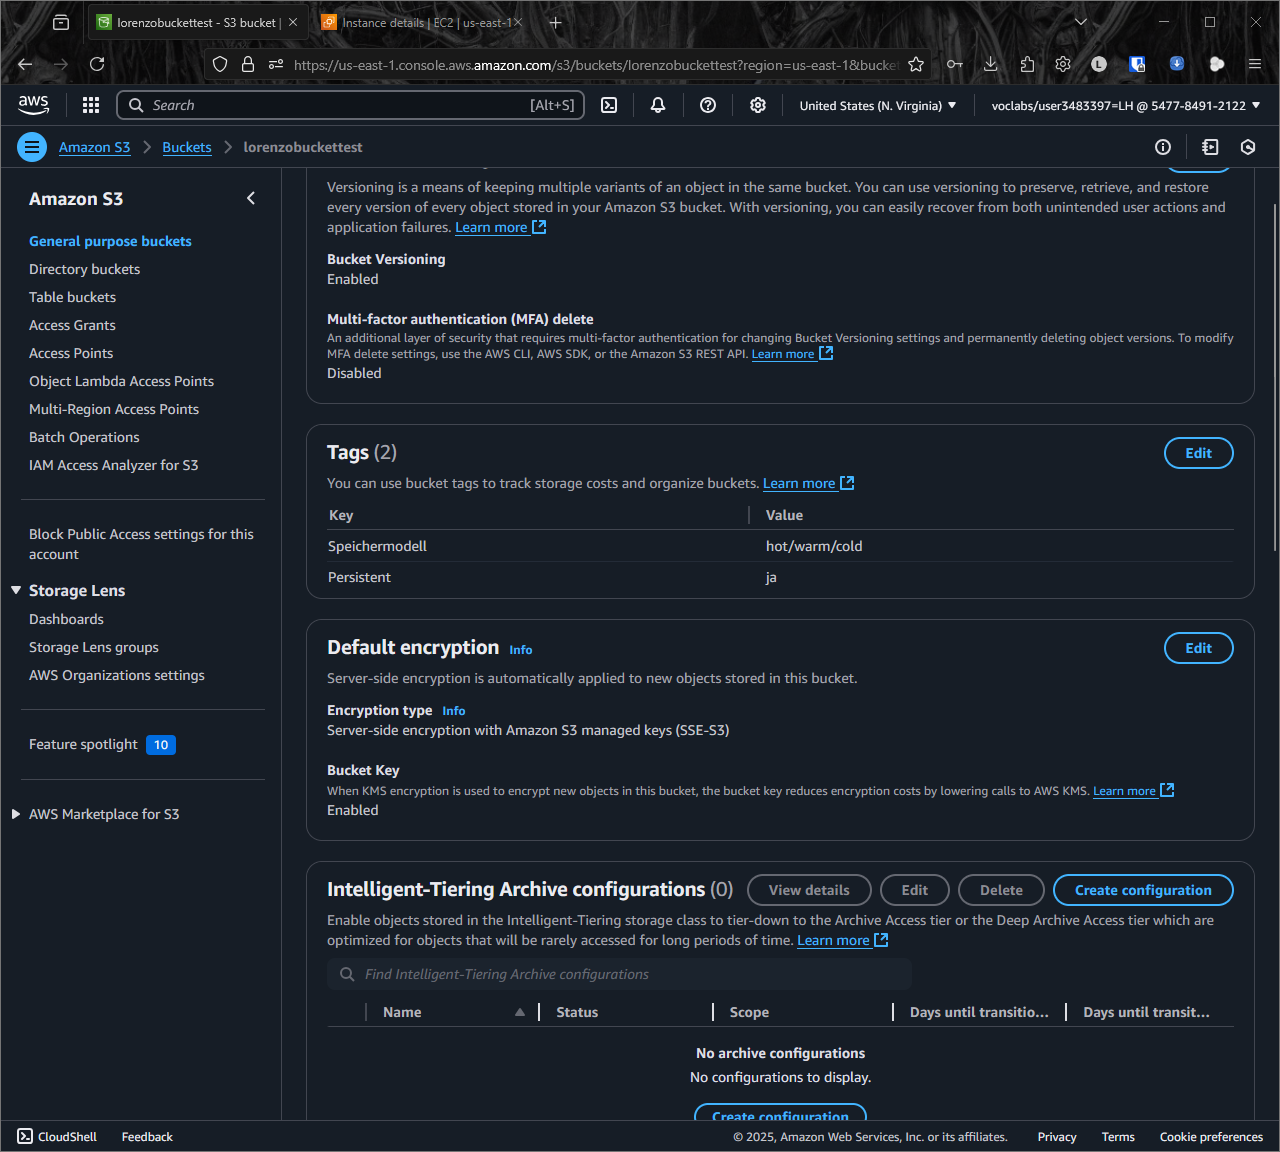 lorenzobuckettest - S3 bucket |
Instance details | EC2 | us-east-1
https://us-east-1.console.aws.amazon.com/s3/buckets/lorenzobuckettest?region=us-east-1&bucke
L
aws
Search
[Alt+S]
United States (N. Virginia)
voclabs/user3483397=LH @ 5477-8491-2122
Amazon S3
Buckets
lorenzobuckettest
Amazon S3
General purpose buckets
Directory buckets
Table buckets
Access Grants
Access Points
Object Lambda Access Points
Multi-Region Access Points
Batch Operations
IAM Access Analyzer for S3
Block Public Access settings for this
account
Storage Lens
Dashboards
Storage Lens groups
AWS Organizations settings
Feature spotlight 10
AWS Marketplace for S3
Versioning is a means of keeping multiple variants of an object in the same bucket. You can use versioning to preserve, retrieve, and restore
every version of every object stored in your Amazon S3 bucket. With versioning, you can easily recover from both unintended user actions and
application failures. Learn more
Bucket Versioning
Enabled
Multi-factor authentication (MFA) delete
An additional layer of security that requires multi-factor authentication for changing Bucket Versioning settings and permanently deleting object versions. To modify
MFA delete settings, use the AWS CLI, AWS SDK, or the Amazon S3 REST API. Learn more
Disabled
Tags (2)
Edit
You can use bucket tags to track storage costs and organize buckets. Learn more
Key Value
Speichermodell hot/warm/cold
Persistent ja
Default encryption Info
Edit
Server-side encryption is automatically applied to new objects stored in this bucket.
Encryption type Info
Server-side encryption with Amazon S3 managed keys (SSE-S3)
Bucket Key
When KMS encryption is used to encrypt new objects in this bucket, the bucket key reduces encryption costs by lowering calls to AWS KMS. Learn more
Enabled
Intelligent-Tiering Archive configurations (0)
View details
Edit
Delete
Create configuration
Enable objects stored in the Intelligent-Tiering storage class to tier-down to the Archive Access tier or the Deep Archive Access tier which are
optimized for objects that will be rarely accessed for long periods of time. Learn more
Find Intelligent-Tiering Archive configurations
Name Status Scope Days until transitio... Days until transit...
No archive configurations
No configurations to display.
Create configuration
CloudShell
Feedback
© 2025, Amazon Web Services, Inc. or its affiliates.
Privacy
Terms
Cookie preferences